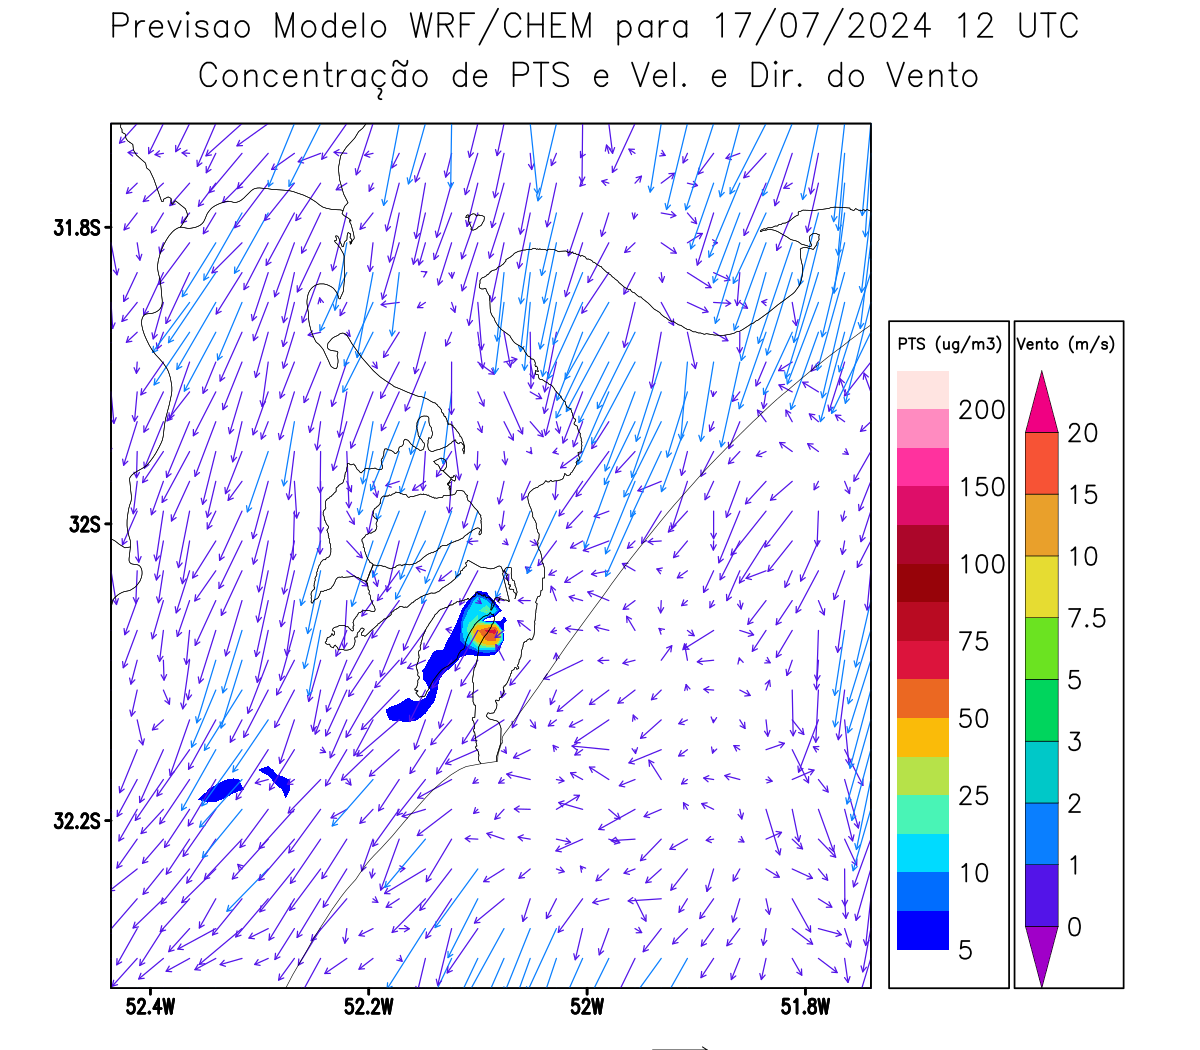 Previsao Modelo WRF/CHEM para 17/07/2024 12 UTC
Concentração de PTS e Vel. e Dir. do Vento
31.8S
32S
32.2S
52.4W
52.2W
52W
51.8W
PTS (ug/m3)
200
150
100
75
50
25
10
5
Vento (m/s)
20
15
10
7.5
5
3
2
1
0